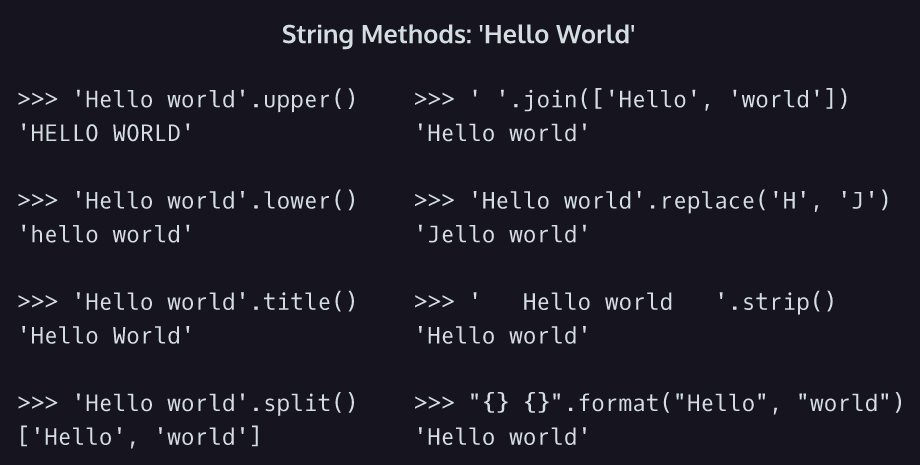 String Methods: 'Hello World'
>>> 'Hello world'.upper()
'HELLO WORLD'
>>> 'Hello world'.lower()
'hello world'
>>> 'Hello world'.title()
'Hello World'
>>> 'Hello world'.split()
['Hello', 'world']
>>> ' '.join(['Hello', 'world'])
'Hello world'
>>> 'Hello world'.replace('H', 'J')
'Jello world'
>>> '   Hello world   '.strip()
'Hello world'
>>> "{} {}".format("Hello", "world")
'Hello world'